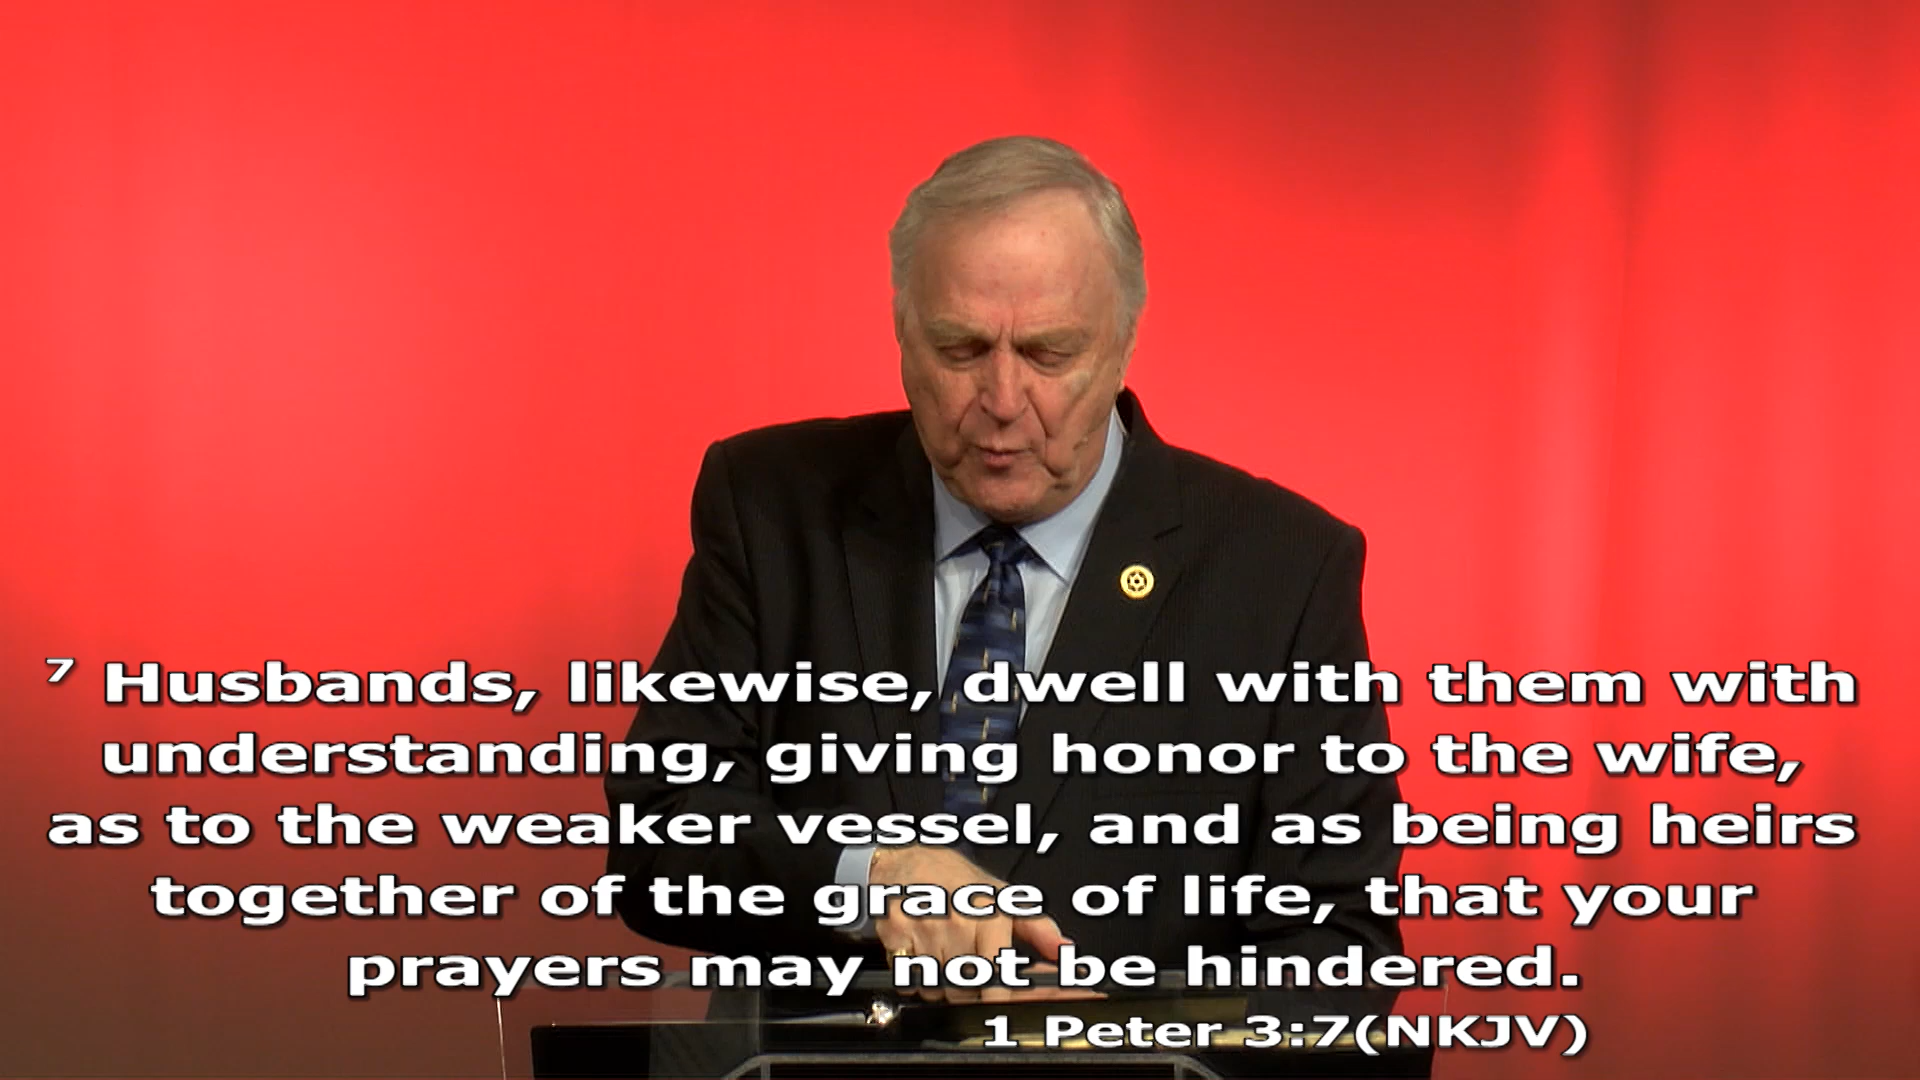 7 Husbands, likewise, dwell with them with
understanding, giving honor to the wife,
as to the weaker vessel, and as being heirs
together of the grace of life, that your
prayers may not be hindered.
1 Peter 3:7(NKJV)